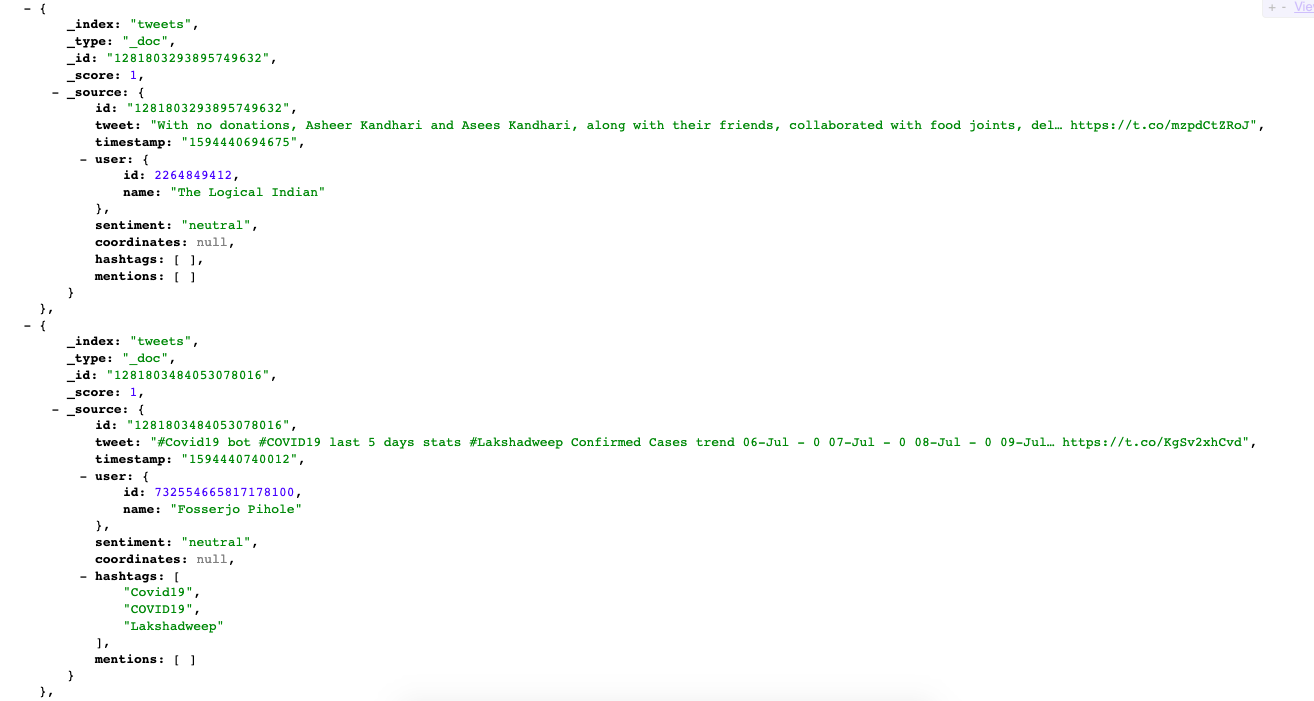 + - Vie
- {
_index: "tweets",
_type: "_doc",
_id: "1281803293895749632",
_score: 1,
- _source: {
id: "1281803293895749632",
tweet: "With no donations, Asheer Kandhari and Asees Kandhari, along with their friends, collaborated with food joints, del… https://t.co/mzpdCtZRoJ",
timestamp: "1594440694675",
- user: {
id: 2264849412,
name: "The Logical Indian"
},
sentiment: "neutral",
coordinates: null,
hashtags: [ ],
mentions: [ ]
}
},
- {
_index: "tweets",
_type: "_doc",
_id: "1281803484053078016",
_score: 1,
- _source: {
id: "1281803484053078016",
tweet: "#Covid19 bot #COVID19 last 5 days stats #Lakshadweep Confirmed Cases trend 06-Jul - 0 07-Jul - 0 08-Jul - 0 09-Jul… https://t.co/KgSv2xhCvd",
timestamp: "1594440740012",
- user: {
id: 732554665817178100,
name: "Fosserjo Pihole"
},
sentiment: "neutral",
coordinates: null,
- hashtags: [
"Covid19",
"COVID19",
"Lakshadweep"
],
mentions: [ ]
}
},